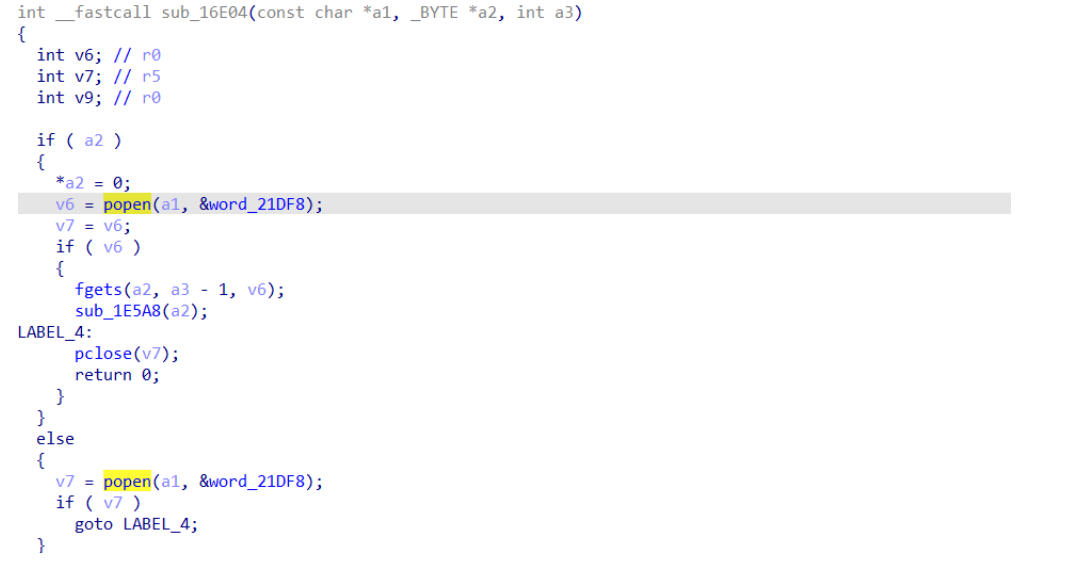 int __fastcall sub_16E04(const char *a1, _BYTE *a2, int a3)
{
  int v6; // r0
  int v7; // r5
  int v9; // r0

  if ( a2 )
  {
    *a2 = 0;
    v6 = popen(a1, &word_21DF8);
    v7 = v6;
    if ( v6 )
    {
      fgets(a2, a3 - 1, v6);
      sub_1E5A8(a2);
LABEL_4:
      pclose(v7);
      return 0;
    }
  }
  else
  {
    v7 = popen(a1, &word_21DF8);
    if ( v7 )
      goto LABEL_4;
  }